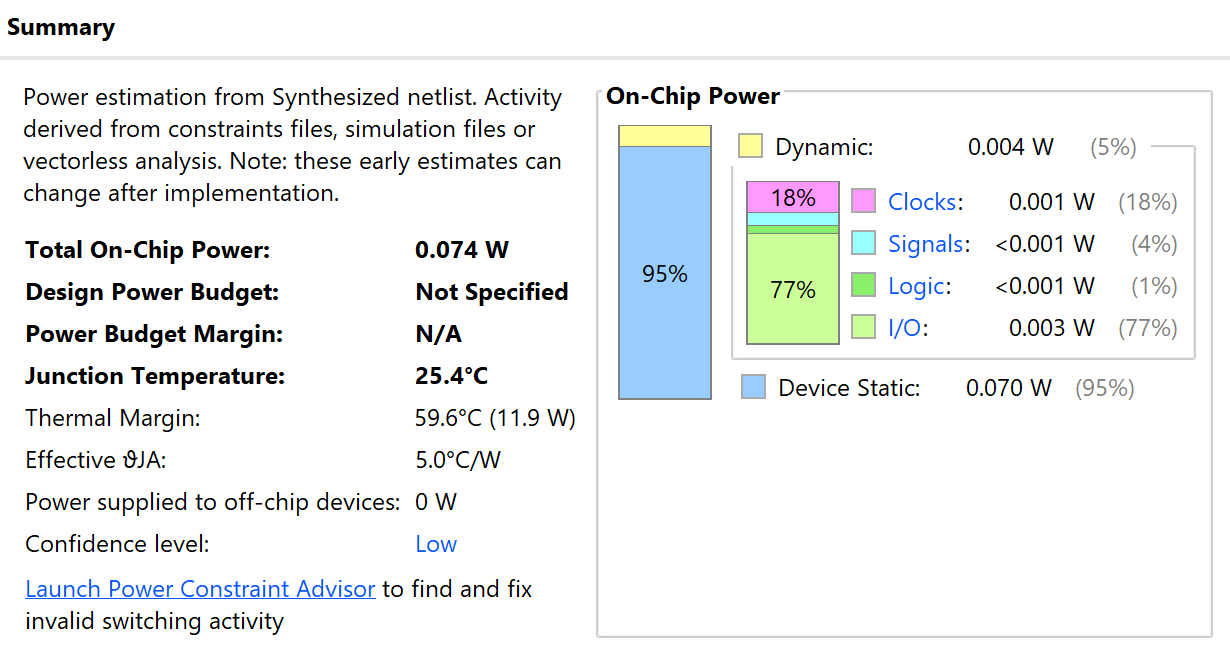 Summary
Power estimation from Synthesized netlist. Activity
derived from constraints files, simulation files or
vectorless analysis. Note: these early estimates can
change after implementation.
Total On-Chip Power: 0.074 W
Design Power Budget: Not Specified
Power Budget Margin: N/A
Junction Temperature: 25.4°C
Thermal Margin: 59.6°C (11.9 W)
Effective ϑJA: 5.0°C/W
Power supplied to off-chip devices: 0 W
Confidence level: Low
Launch Power Constraint Advisor to find and fix
invalid switching activity
On-Chip Power
Dynamic: 0.004 W (5%)
18% Clocks: 0.001 W (18%)
Signals: <0.001 W (4%)
95%
Logic: <0.001 W (1%)
77%
I/O: 0.003 W (77%)
Device Static: 0.070 W (95%)